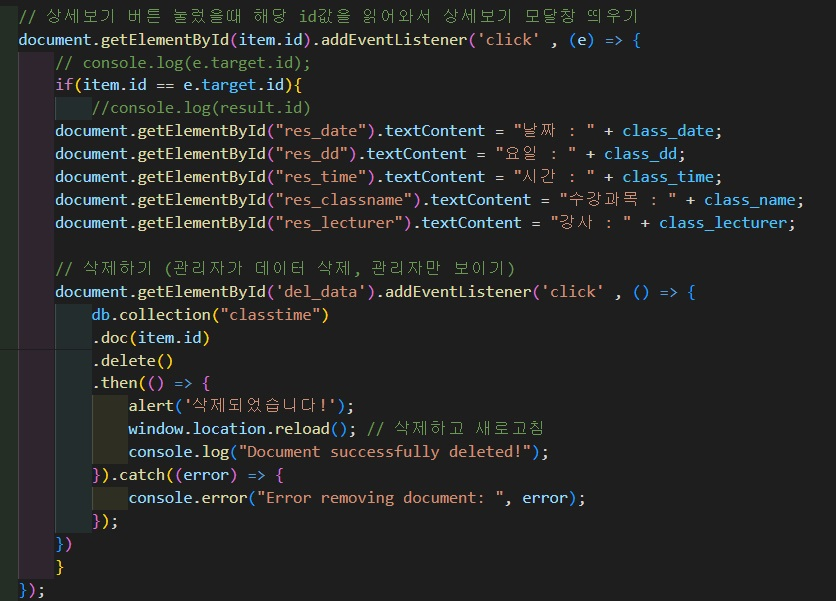 // 상세보기 버튼 눌렀을때 해당 id값을 읽어와서 상세보기 모달창 띄우기
document.getElementById(item.id).addEventListener('click' , (e) => {
// console.log(e.target.id);
if(item.id == e.target.id){
//console.log(result.id)
document.getElementById("res_date").textContent = "날짜 : " + class_date;
document.getElementById("res_dd").textContent = "요일 : " + class_dd;
document.getElementById("res_time").textContent = "시간 : " + class_time;
document.getElementById("res_classname").textContent = "수강과목 : " + class_name;
document.getElementById("res_lecturer").textContent = "강사 : " + class_lecturer;
// 삭제하기 (관리자가 데이터 삭제, 관리자만 보이기)
document.getElementById('del_data').addEventListener('click' , () => {
db.collection("classtime")
.doc(item.id)
.delete()
.then(() => {
alert('삭제되었습니다!');
window.location.reload(); // 삭제하고 새로고침
console.log("Document successfully deleted!");
}).catch((error) => {
console.error("Error removing document: ", error);
});
})
}
});